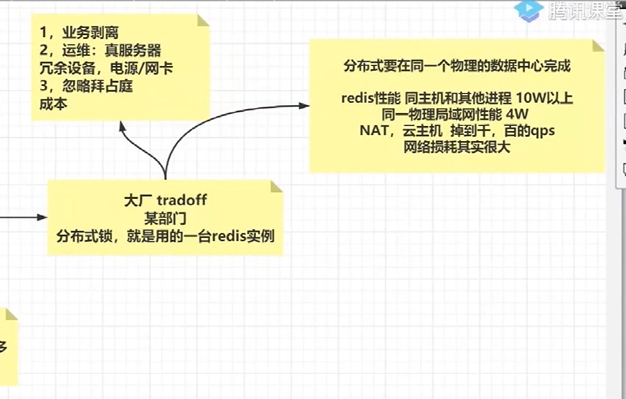 腾讯课堂
1，业务剥离
2，运维：真服务器
冗余设备，电源/网卡
3，忽略拜占庭
成本
分布式要在同一个物理的数据中心完成
redis性能 同主机和其他进程 10W以上
同一物理局域网性能 4W
NAT，云主机 掉到千，百的qps
网络损耗其实很大
大厂 tradoff
某部门
分布式锁，就是用的一台redis实例
多